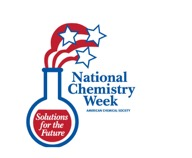 National
Chemistry
Week
AMERICAN CHEMICAL SOCIETY
Solutions
for the
Future